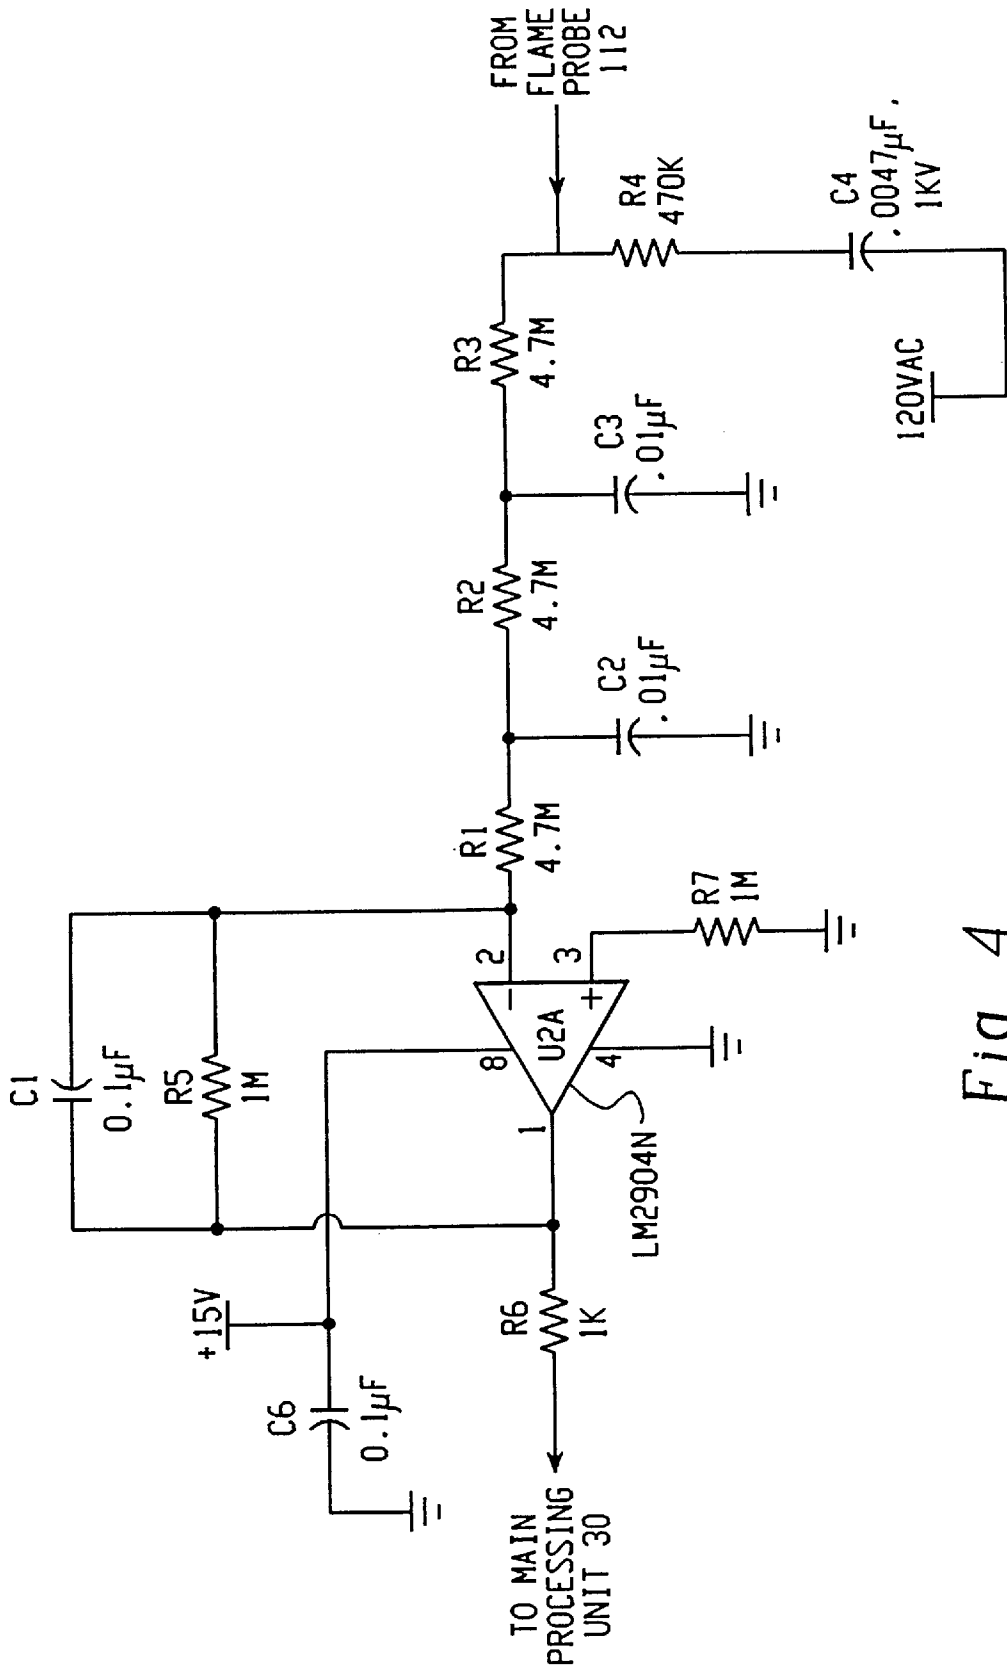 FROM
FLAME
PROBE
112
R4
470K
C4
.0047µF,
1KV
120VAC
R3
4.7M
C3
.01µF
R2
4.7M
C2
.01µF
R1
4.7M
R7
1M
C1
0.1µF
R5
1M
2
3
8
4
1
−
+
U2A
LM2904N
+15V
C6
0.1µF
R6
1K
TO MAIN
PROCESSING
UNIT 30
Fig 4